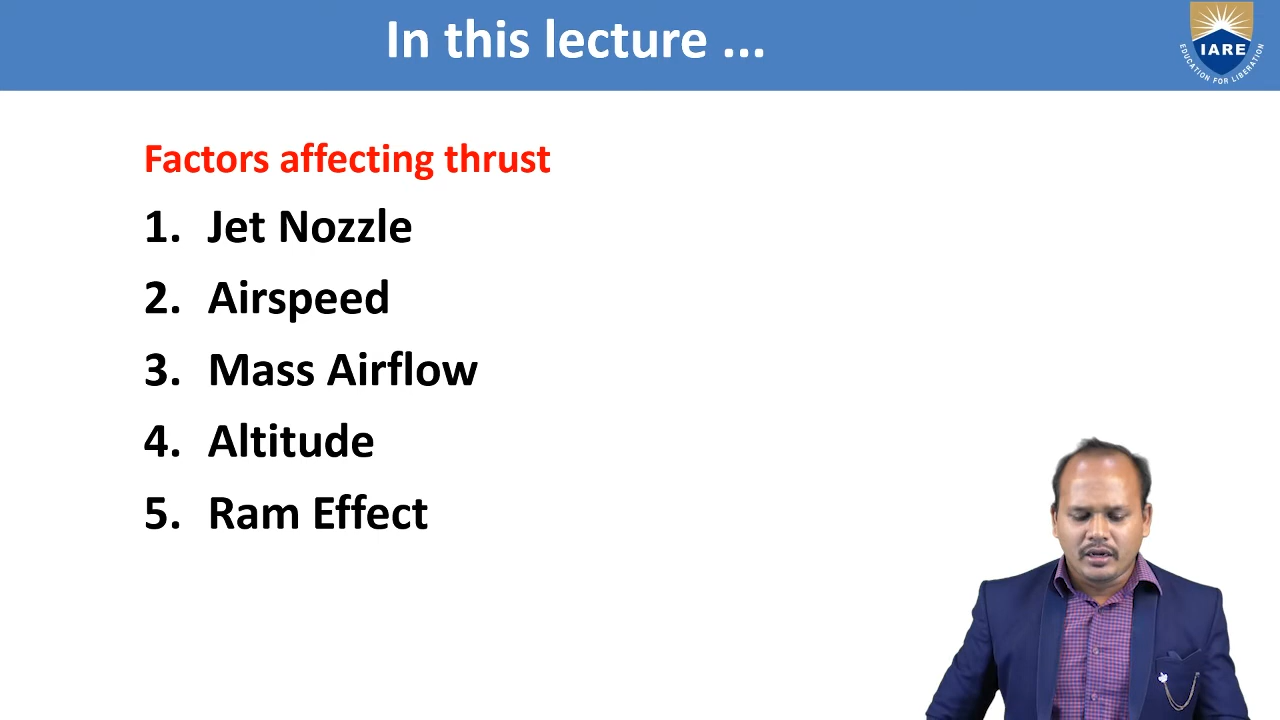 In this lecture ...
IARE
EDUCATION FOR LIBERATION
Factors affecting thrust
1. Jet Nozzle
2. Airspeed
3. Mass Airflow
4. Altitude
5. Ram Effect